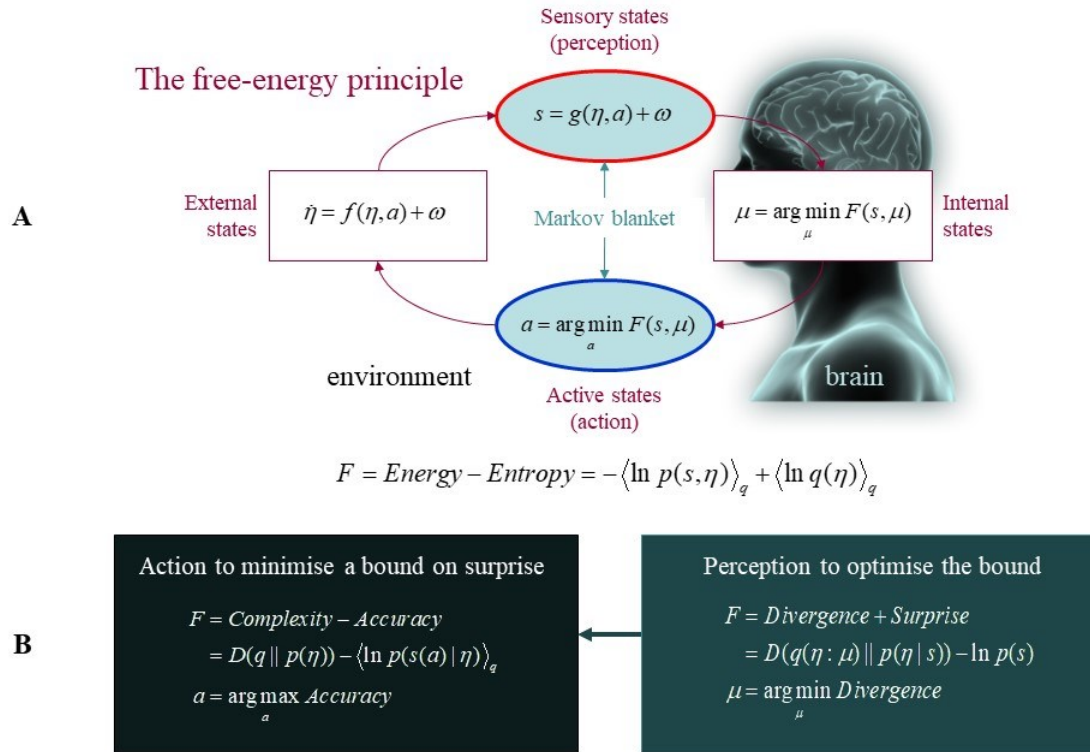 Sensory states
(perception)
The free-energy principle
s = g(η, a) + ω
A
External
states
η̇ = f(η, a) + ω
Markov blanket
μ = arg min F(s, μ)
μ
Internal
states
a = arg min F(s, μ)
a
environment
brain
Active states
(action)
F = Energy − Entropy = −⟨ln p(s, η)⟩q + ⟨ln q(η)⟩q
B
Action to minimise a bound on surprise
F = Complexity − Accuracy
= D(q || p(η)) − ⟨ln p(s(a) | η)⟩q
a = arg max Accuracy
a
Perception to optimise the bound
F = Divergence + Surprise
= D(q(η : μ) || p(η | s)) − ln p(s)
μ = arg min Divergence
μ